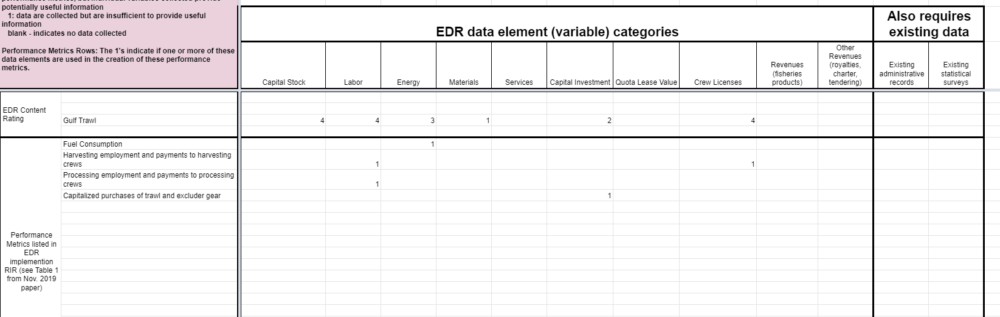 potentially useful information
1: data are collected but are insufficient to provide useful
information
blank - indicates no data collected
Performance Metrics Rows: The 1's indicate if one or more of these
data elements are used in the creation of these performance
metrics.
EDR data element (variable) categories
Also requires
existing data
Capital Stock
Labor
Energy
Materials
Services
Capital Investment
Quota Lease Value
Crew Licenses
Revenues
(fisheries
products)
Other
Revenues
(royalties,
charter,
tendering)
Existing
administrative
records
Existing
statistical
surveys
EDR Content
Rating
Gulf Trawl 4 4 3 1 2 4
Fuel Consumption 1
Harvesting employment and payments to harvesting
crews 1 1
Processing employment and payments to processing
crews 1
Capitalized purchases of trawl and excluder gear 1
Performance
Metrics listed in
EDR
implemention
RIR (see Table 1
from Nov. 2019
paper)